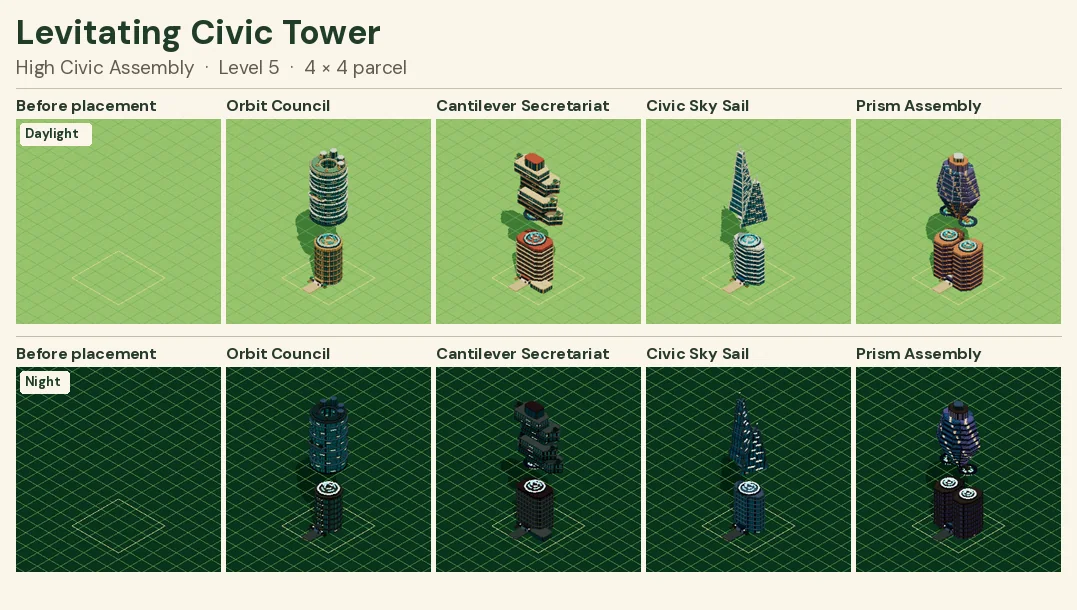 Levitating Civic Tower
High Civic Assembly · Level 5 · 4 × 4 parcel
Before placement
Orbit Council
Cantilever Secretariat
Civic Sky Sail
Prism Assembly
Daylight
Before placement
Orbit Council
Cantilever Secretariat
Civic Sky Sail
Prism Assembly
Night